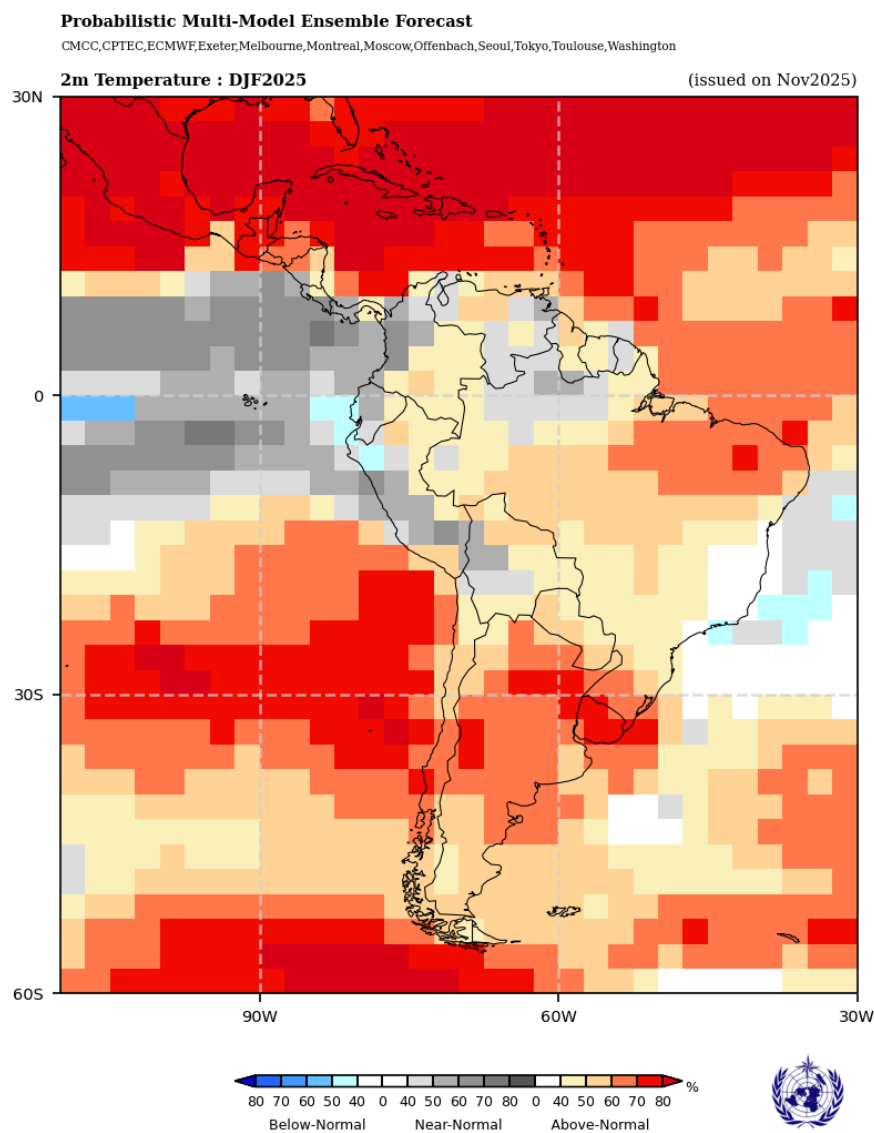 Probabilistic Multi-Model Ensemble Forecast
CMCC,CPTEC,ECMWF,Exeter,Melbourne,Montreal,Moscow,Offenbach,Seoul,Tokyo,Toulouse,Washington
2m Temperature : DJF2025 (issued on Nov2025)
30N
0
30S
60S
90W 60W 30W
80 70 60 50 40 0 40 50 60 70 80 0 40 50 60 70 80 %
Below-Normal Near-Normal Above-Normal